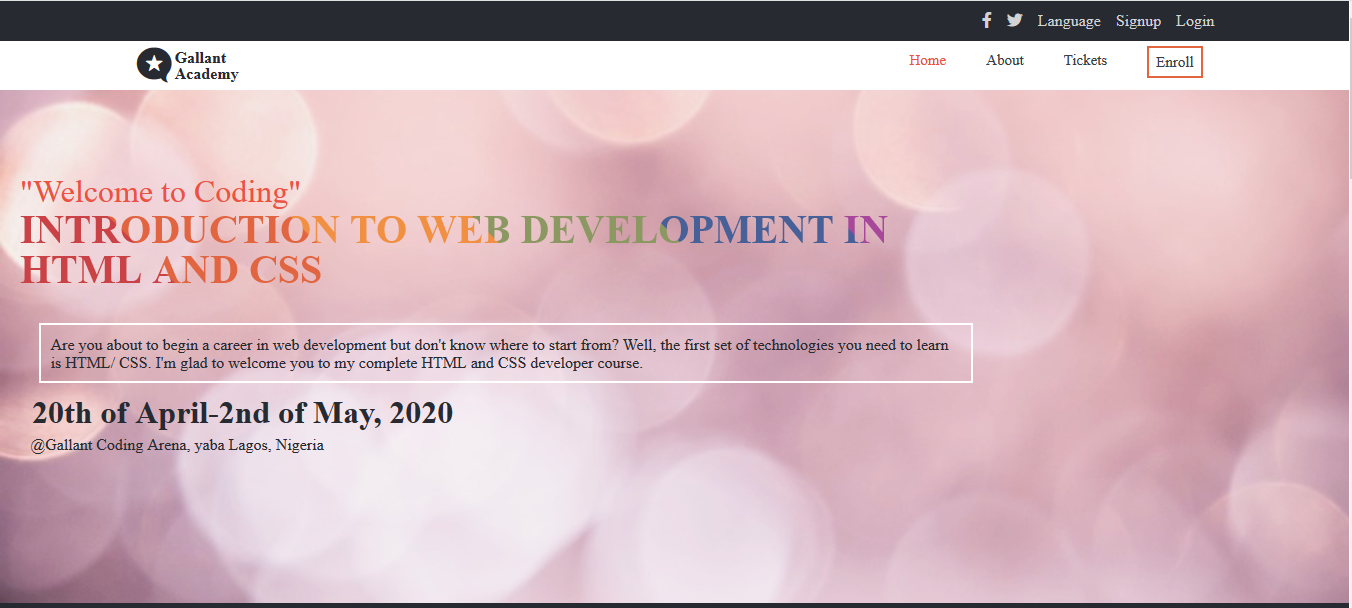 Language Signup Login
Gallant
Academy
Home About Tickets Enroll
"Welcome to Coding"
INTRODUCTION TO WEB DEVELOPMENT IN
HTML AND CSS
Are you about to begin a career in web development but don't know where to start from? Well, the first set of technologies you need to learn
is HTML/ CSS. I'm glad to welcome you to my complete HTML and CSS developer course.
20th of April-2nd of May, 2020
@Gallant Coding Arena, yaba Lagos, Nigeria